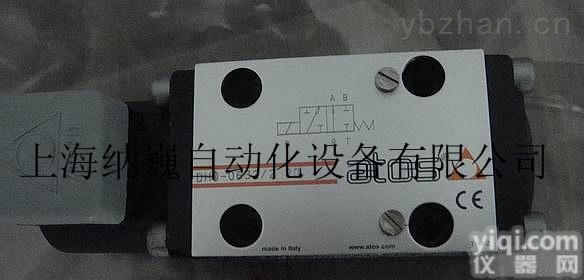 ybzhan.cn
A B
上海纳巍自动化设备有限公司
atos
CE
made in Italy
www.atos.com
yiqi.com
仪器网